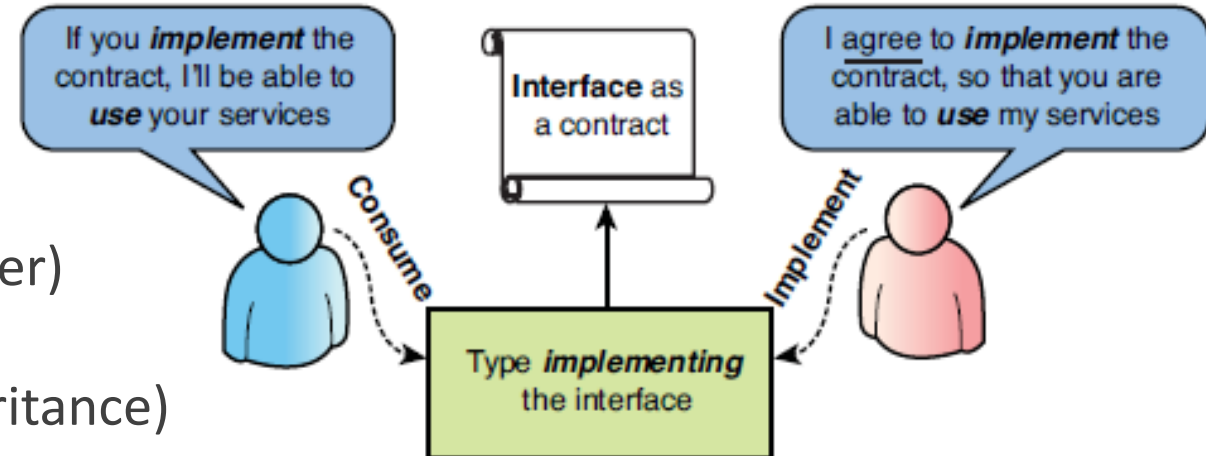 If you implement the
contract, I'll be able to
use your services
Interface as
a contract
I agree to implement the
contract, so that you are
able to use my services
Consume
Implement
er)
ritance)
Type implementing
the interface